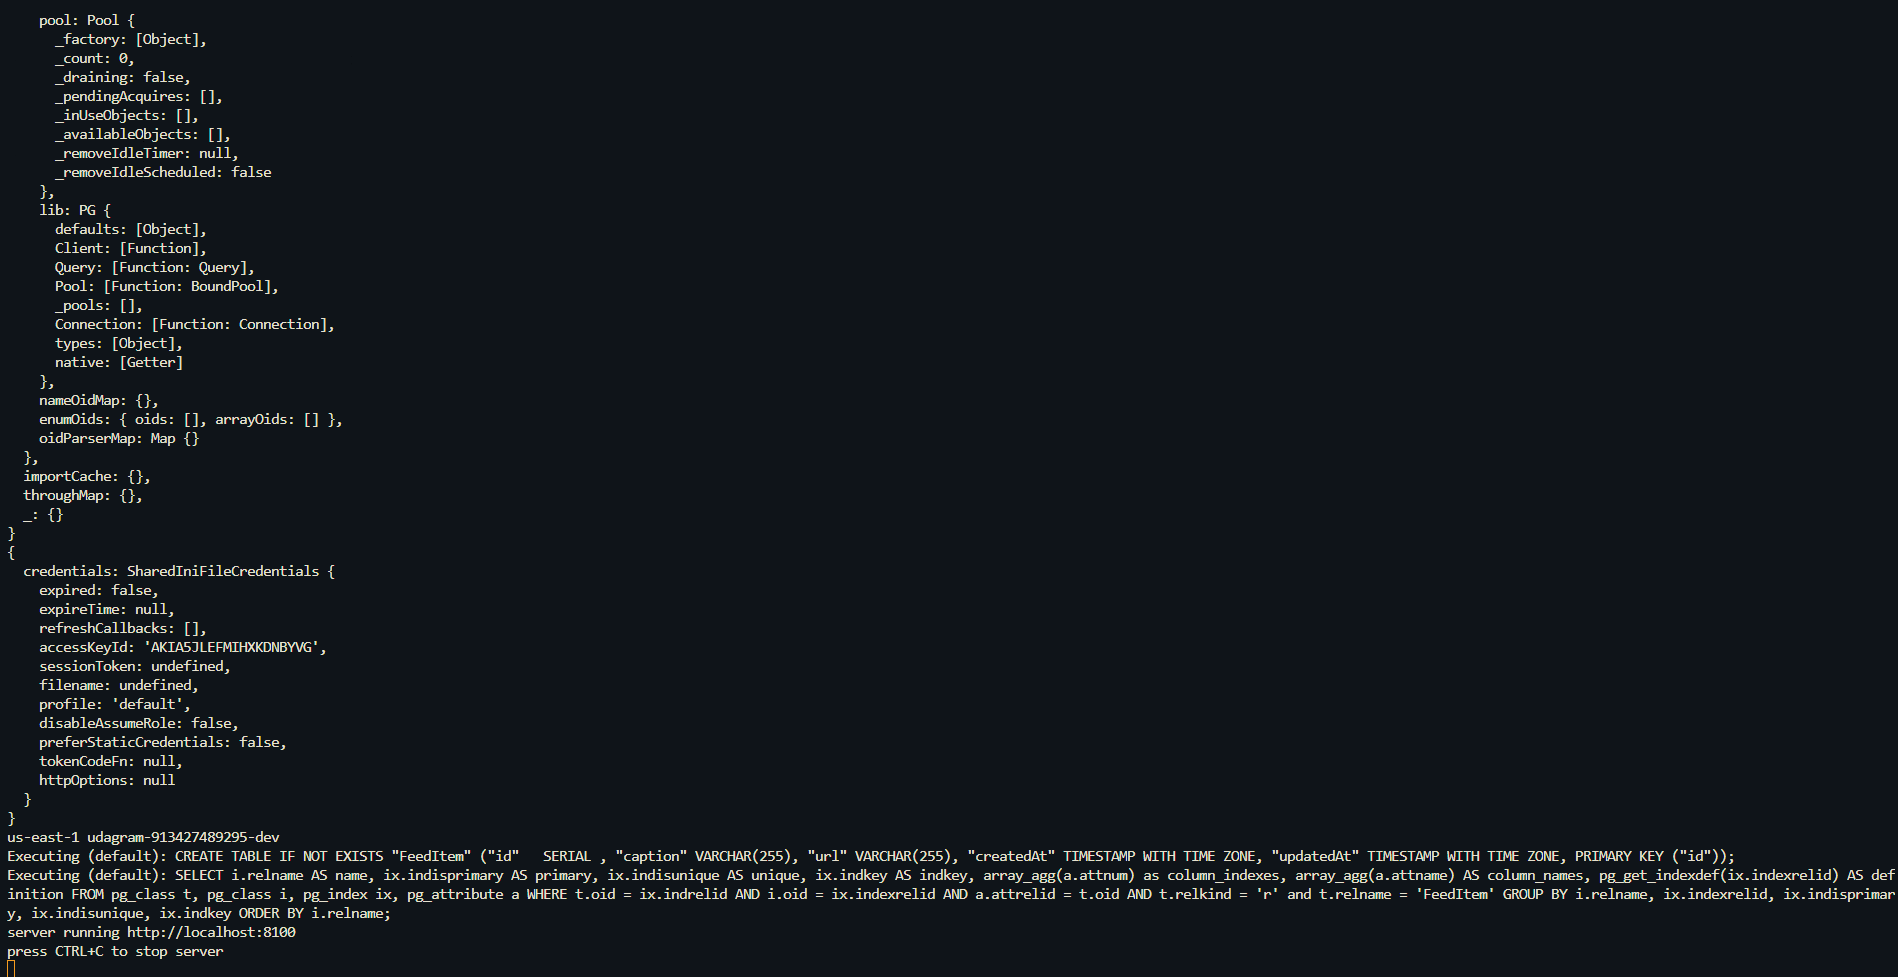 pool: Pool {
      _factory: [Object],
      _count: 0,
      _draining: false,
      _pendingAcquires: [],
      _inUseObjects: [],
      _availableObjects: [],
      _removeIdleTimer: null,
      _removeIdleScheduled: false
    },
    lib: PG {
      defaults: [Object],
      Client: [Function],
      Query: [Function: Query],
      Pool: [Function: BoundPool],
      _pools: [],
      Connection: [Function: Connection],
      types: [Object],
      native: [Getter]
    },
    nameOidMap: {},
    enumOids: { oids: [], arrayOids: [] },
    oidParserMap: Map {}
  },
  importCache: {},
  throughMap: {},
  _: {}
}
{
  credentials: SharedIniFileCredentials {
    expired: false,
    expireTime: null,
    refreshCallbacks: [],
    accessKeyId: 'AKIA5JLEFMIHXKDNBYVG',
    sessionToken: undefined,
    filename: undefined,
    profile: 'default',
    disableAssumeRole: false,
    preferStaticCredentials: false,
    tokenCodeFn: null,
    httpOptions: null
  }
}
us-east-1 udagram-913427489295-dev
Executing (default): CREATE TABLE IF NOT EXISTS "FeedItem" ("id"   SERIAL , "caption" VARCHAR(255), "url" VARCHAR(255), "createdAt" TIMESTAMP WITH TIME ZONE, "updatedAt" TIMESTAMP WITH TIME ZONE, PRIMARY KEY ("id"));
Executing (default): SELECT i.relname AS name, ix.indisprimary AS primary, ix.indisunique AS unique, ix.indkey AS indkey, array_agg(a.attnum) as column_indexes, array_agg(a.attname) AS column_names, pg_get_indexdef(ix.indexrelid) AS def
inition FROM pg_class t, pg_class i, pg_index ix, pg_attribute a WHERE t.oid = ix.indrelid AND i.oid = ix.indexrelid AND a.attrelid = t.oid AND t.relkind = 'r' and t.relname = 'FeedItem' GROUP BY i.relname, ix.indexrelid, ix.indisprimar
y, ix.indisunique, ix.indkey ORDER BY i.relname;
server running http://localhost:8100
press CTRL+C to stop server